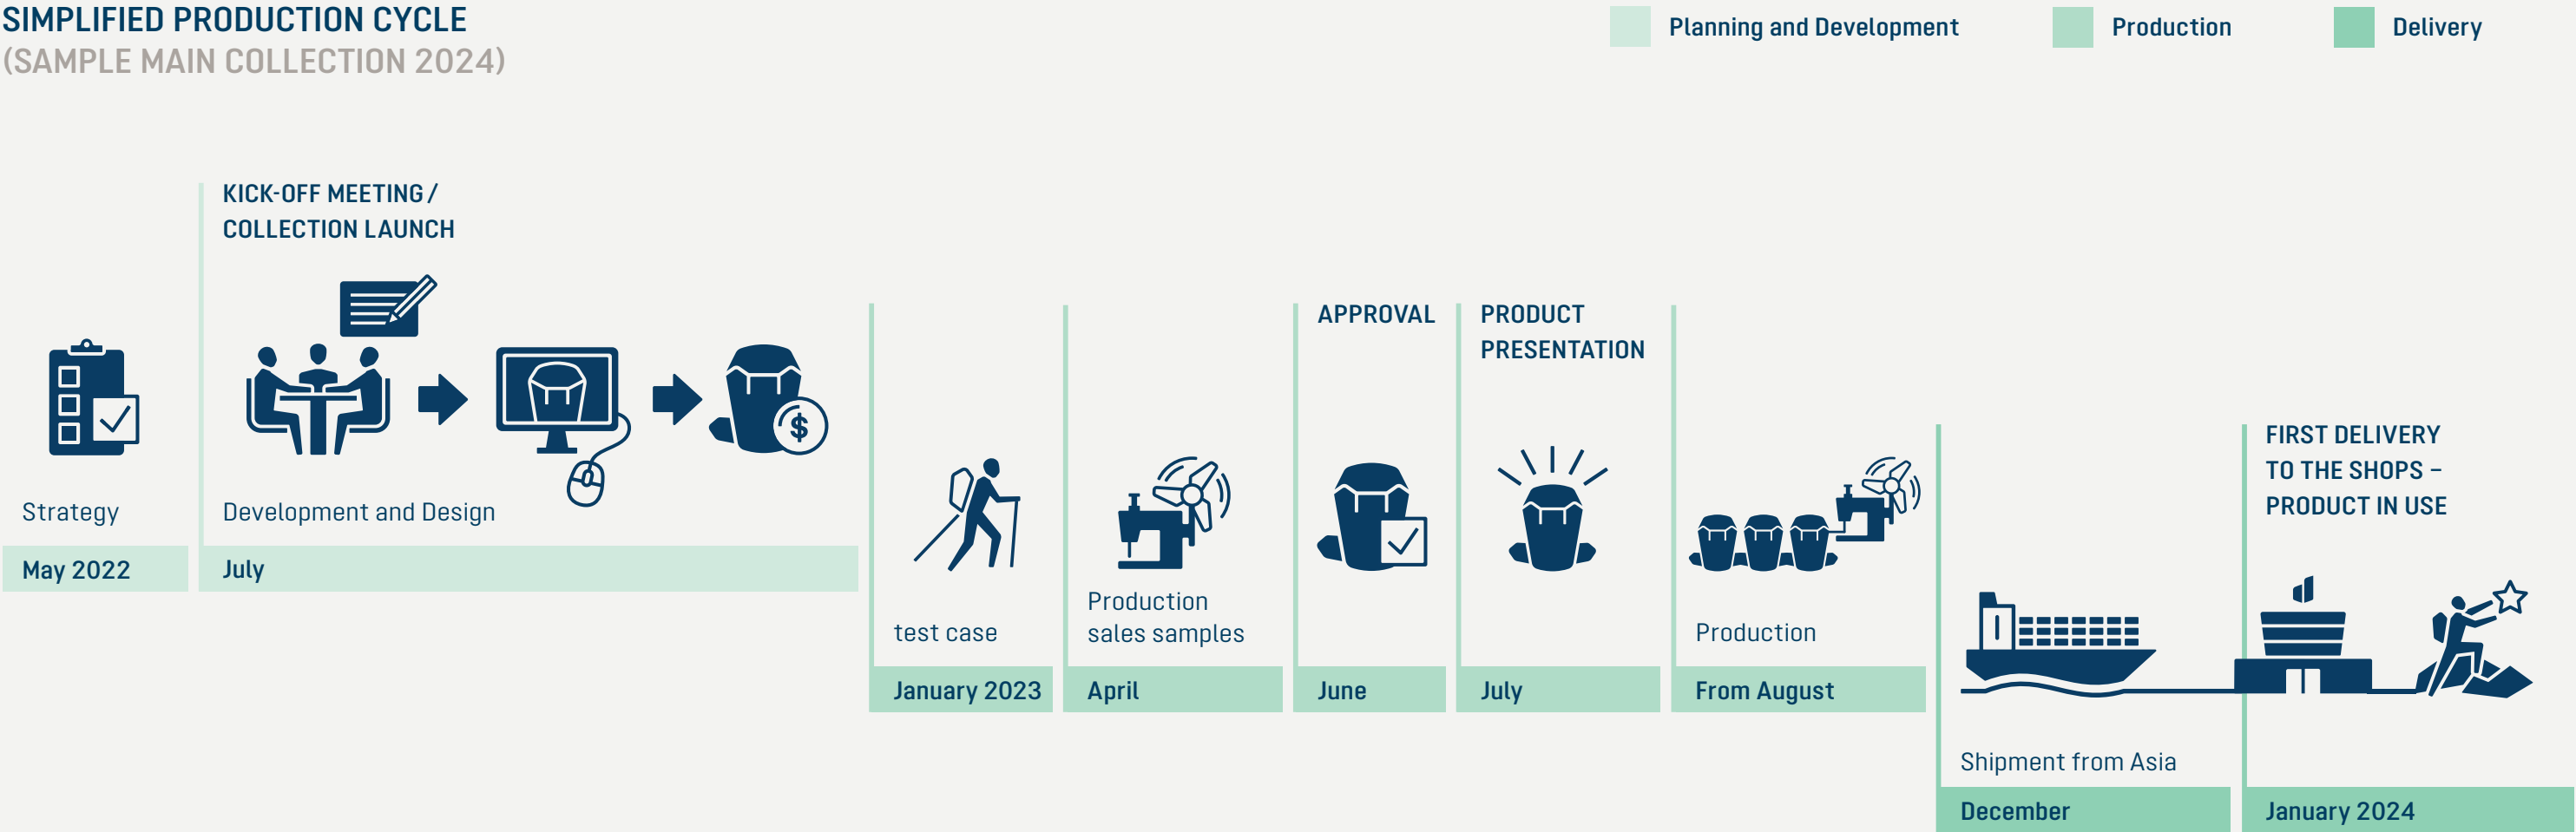 SIMPLIFIED PRODUCTION CYCLE
(SAMPLE MAIN COLLECTION 2024)
Planning and Development
Production
Delivery
KICK-OFF MEETING /
COLLECTION LAUNCH
$
Strategy
Development and Design
May 2022
July
test case
January 2023
Production
sales samples
April
APPROVAL
June
PRODUCT
PRESENTATION
July
Production
From August
Shipment from Asia
December
FIRST DELIVERY
TO THE SHOPS –
PRODUCT IN USE
January 2024